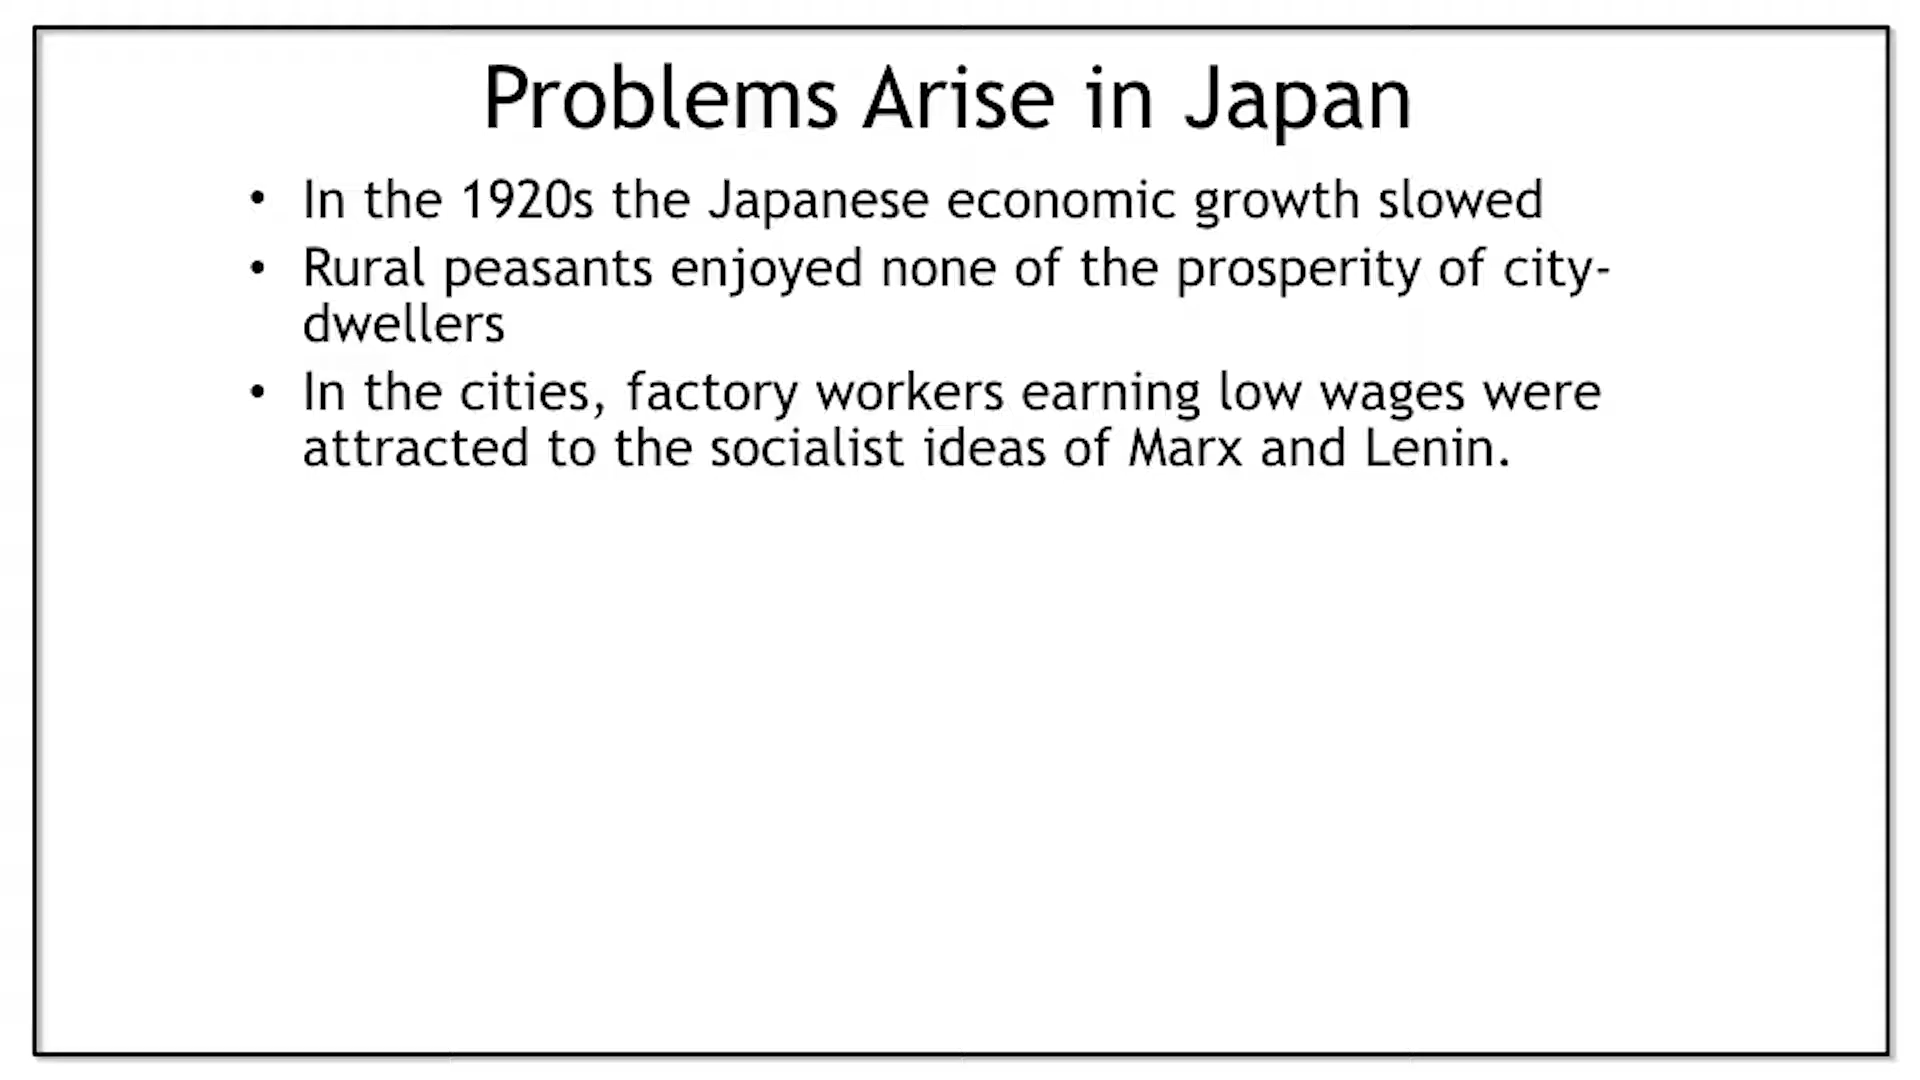 Problems Arise in Japan
• In the 1920s the Japanese economic growth slowed
• Rural peasants enjoyed none of the prosperity of city-
dwellers
• In the cities, factory workers earning low wages were
attracted to the socialist ideas of Marx and Lenin.